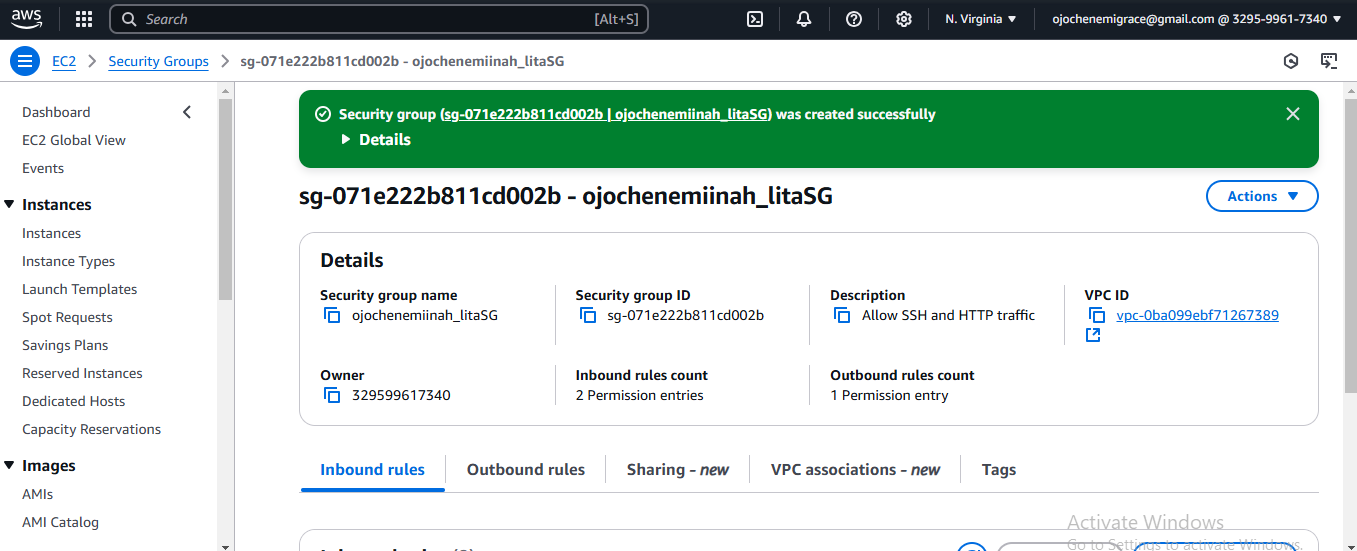 aws
Search [Alt+S]
N. Virginia
ojochenemigrace@gmail.com @ 3295-9961-7340
EC2 > Security Groups > sg-071e222b811cd002b - ojochenemiinah_litaSG
Dashboard
EC2 Global View
Events
Instances
Instances
Instance Types
Launch Templates
Spot Requests
Savings Plans
Reserved Instances
Dedicated Hosts
Capacity Reservations
Images
AMIs
AMI Catalog
Security group (sg-071e222b811cd002b | ojochenemiinah_litaSG) was created successfully
Details
sg-071e222b811cd002b - ojochenemiinah_litaSG
Actions
Details
Security group name
ojochenemiinah_litaSG
Security group ID
sg-071e222b811cd002b
Description
Allow SSH and HTTP traffic
VPC ID
vpc-0ba099ebf71267389
Owner
329599617340
Inbound rules count
2 Permission entries
Outbound rules count
1 Permission entry
Inbound rules
Outbound rules
Sharing - new
VPC associations - new
Tags
Activate Windows
Go to Settings to activate Windows.